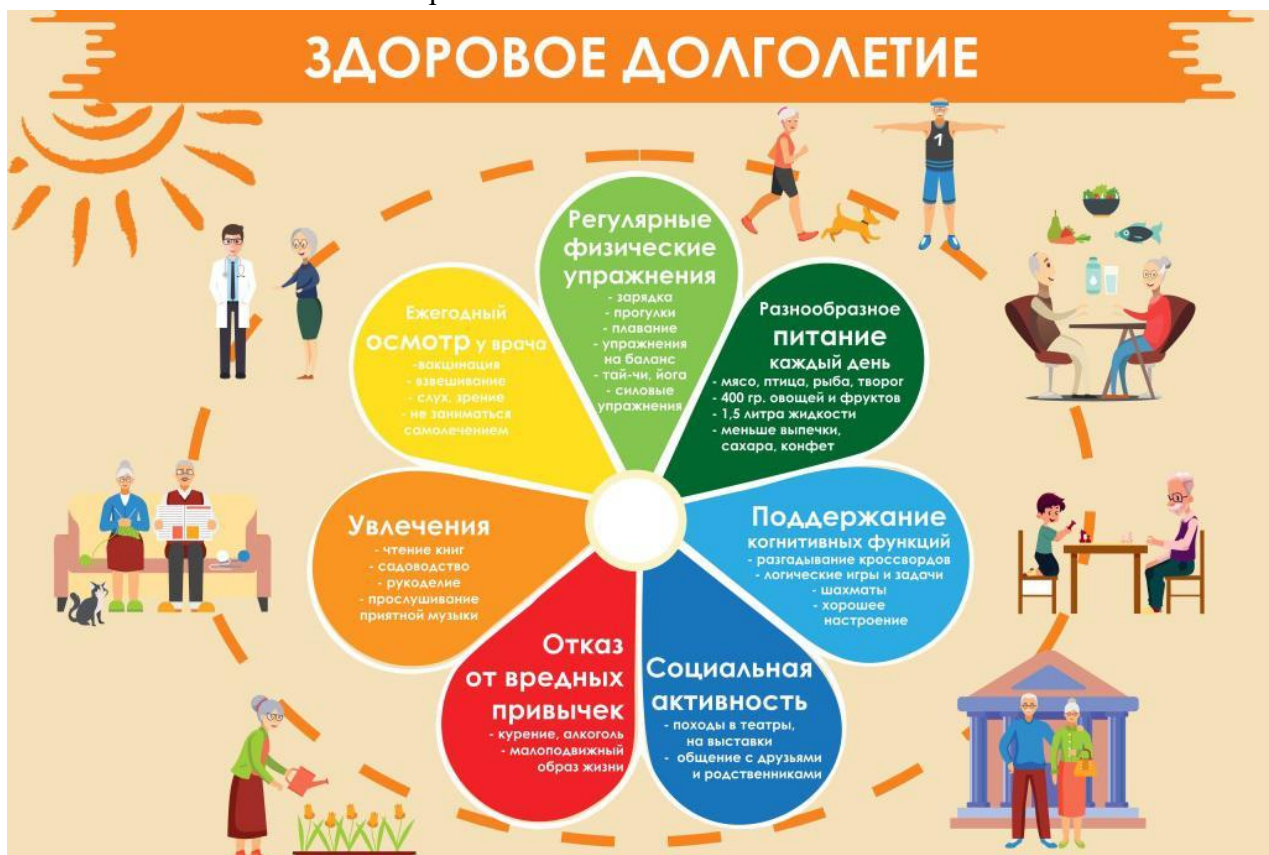 ЗДОРОВОЕ ДОЛГОЛЕТИЕ
Регулярные
физические
упражнения
- зарядка
- прогулки
- плавание
- упражнения
на баланс
- тай-чи, йога
- силовые
упражнения
Разнообразное
питание
каждый день
- мясо, птица, рыба, творог
- 400 гр. овощей и фруктов
- 1,5 литра жидкости
- меньше выпечки,
сахара, конфет
Поддержание
когнитивных функций
- разгадывание кроссвордов
- логические игры и задачи
- шахматы
- хорошее
настроение
Социальная
активность
- походы в театры,
на выставки
- общение с друзьями
и родственниками
Отказ
от вредных
привычек
- курение, алкоголь
- малоподвижный
образ жизни
Увлечения
- чтение книг
- садоводство
- рукоделие
- прослушивание
приятной музыки
Ежегодный
осмотр у врача
-вакцинация
- взвешивание
- слух, зрение
- не заниматься
самолечением
1